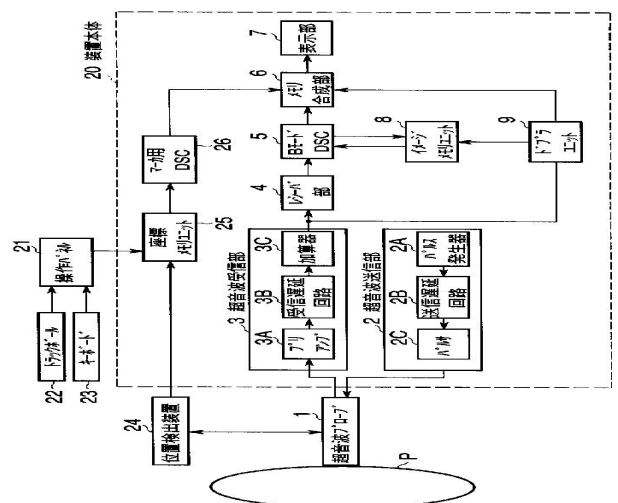 20 装置本体
7
表示部
6
メモリ
合成部
5
Bモード
DSC
8
イメージ
メモリユニット
9
ドプラ
ユニット
4
レシーバ
部
マーカ用
DSC
26
座標
メモリユニット
25
21
操作パネル
トラックボール
22
キーボード
23
3 超音波受信部
3A
プリ
アンプ
3B
受信遅延
回路
3C
加算器
2 超音波送信部
2A
パルス
発生器
2B
送信遅延
回路
2C
パルサ
24
位置検出装置
1
超音波プローブ
P